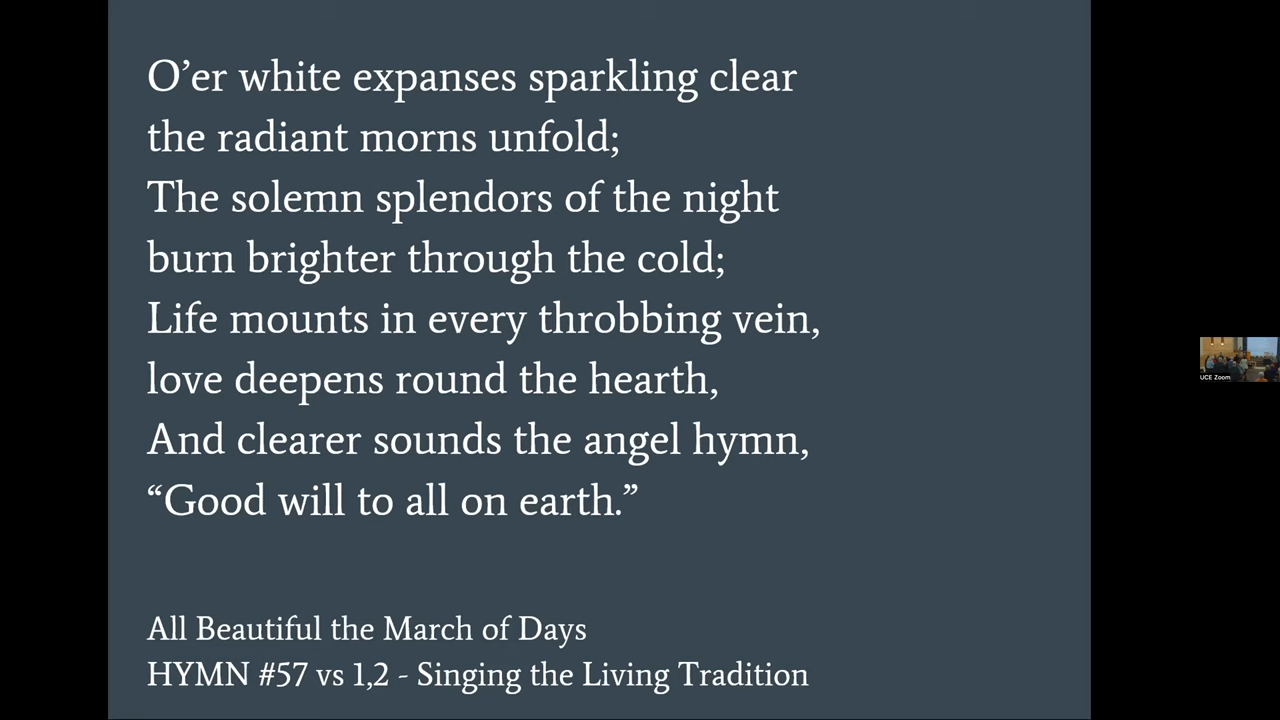 O’er white expanses sparkling clear
the radiant morns unfold;
The solemn splendors of the night
burn brighter through the cold;
Life mounts in every throbbing vein,
love deepens round the hearth,
And clearer sounds the angel hymn,
“Good will to all on earth.”
All Beautiful the March of Days
HYMN #57 vs 1,2 - Singing the Living Tradition
UCE Zoom